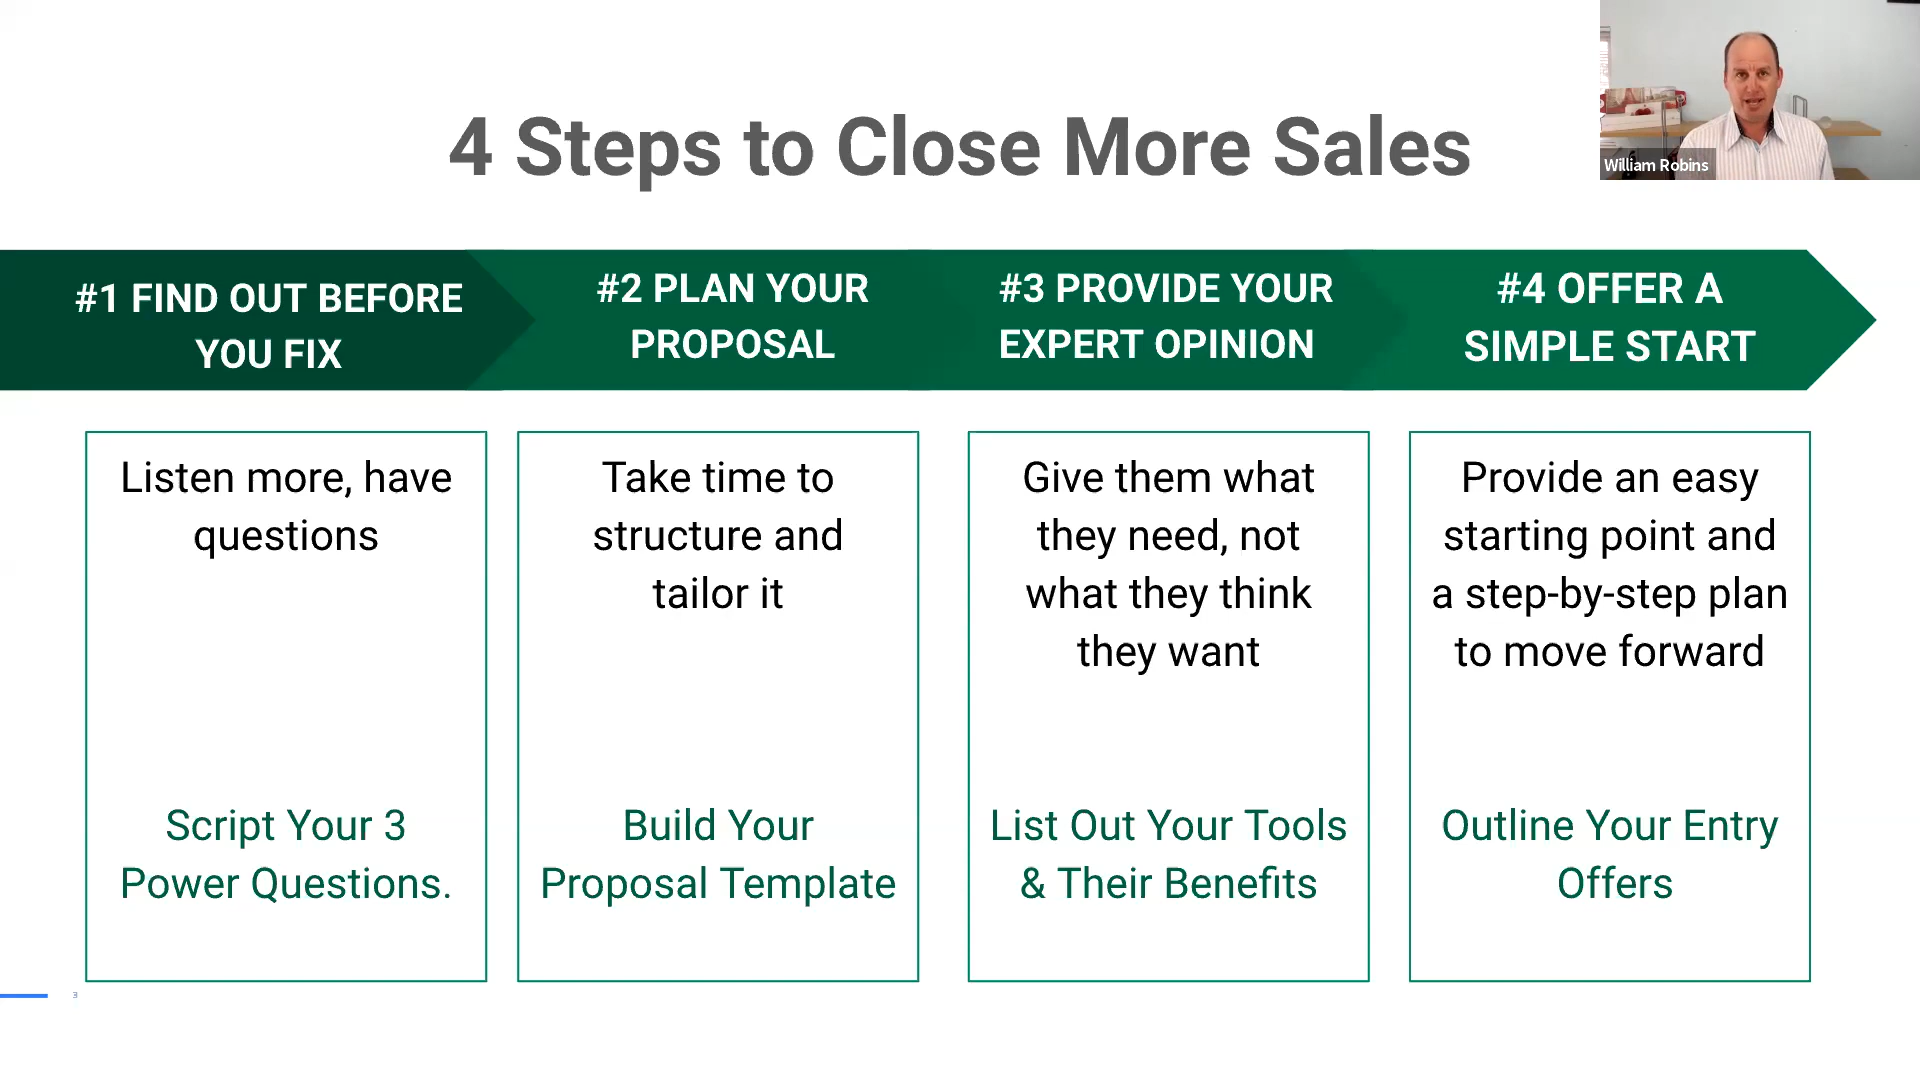 4 Steps to Close More Sales
William Robins
#1 FIND OUT BEFORE
YOU FIX
#2 PLAN YOUR
PROPOSAL
#3 PROVIDE YOUR
EXPERT OPINION
#4 OFFER A
SIMPLE START
Listen more, have
questions
Script Your 3
Power Questions.
Take time to
structure and
tailor it
Build Your
Proposal Template
Give them what
they need, not
what they think
they want
List Out Your Tools
& Their Benefits
Provide an easy
starting point and
a step-by-step plan
to move forward
Outline Your Entry
Offers
3